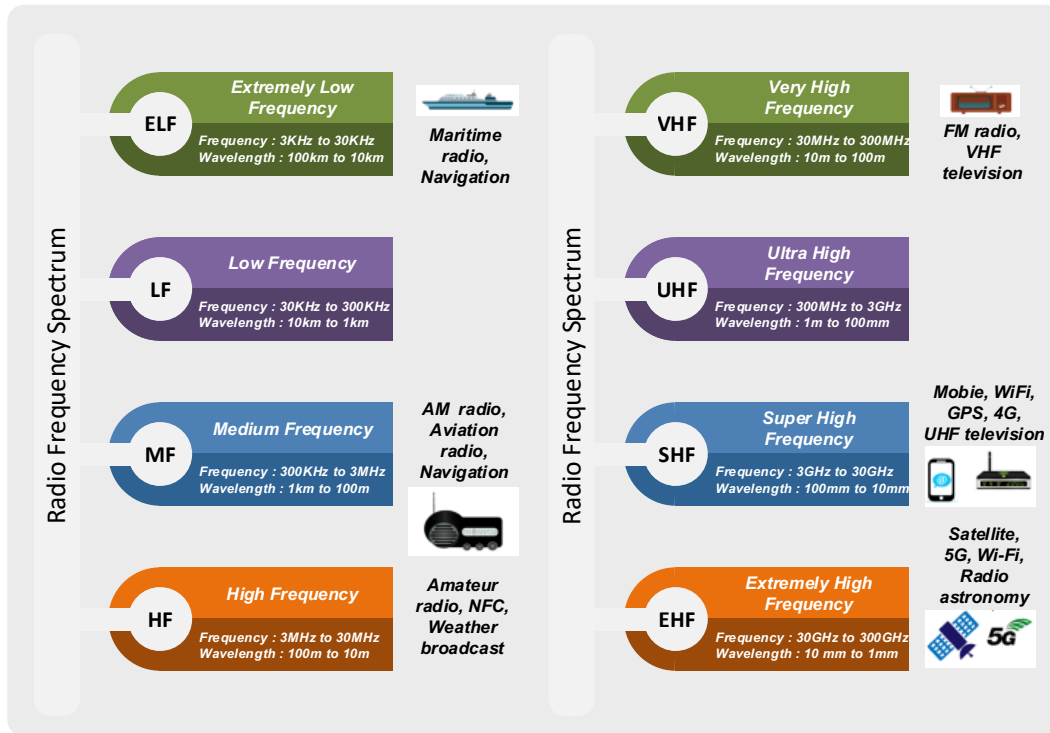 Radio Frequency Spectrum
ELF
Extremely Low
Frequency
Frequency : 3KHz to 30KHz
Wavelength : 100km to 10km
Maritime
radio,
Navigation
LF
Low Frequency
Frequency : 30KHz to 300KHz
Wavelength : 10km to 1km
MF
Medium Frequency
Frequency : 300KHz to 3MHz
Wavelength : 1km to 100m
AM radio,
Aviation
radio,
Navigation
HF
High Frequency
Frequency : 3MHz to 30MHz
Wavelength : 100m to 10m
Amateur
radio, NFC,
Weather
broadcast
Radio Frequency Spectrum
VHF
Very High
Frequency
Frequency : 30MHz to 300MHz
Wavelength : 10m to 100m
FM radio,
VHF
television
UHF
Ultra High
Frequency
Frequency : 300MHz to 3GHz
Wavelength : 1m to 100mm
SHF
Super High
Frequency
Frequency : 3GHz to 30GHz
Wavelength : 100mm to 10mm
Mobie, WiFi,
GPS, 4G,
UHF television
EHF
Extremely High
Frequency
Frequency : 30GHz to 300GHz
Wavelength : 10 mm to 1mm
Satellite,
5G, Wi-Fi,
Radio
astronomy
5G